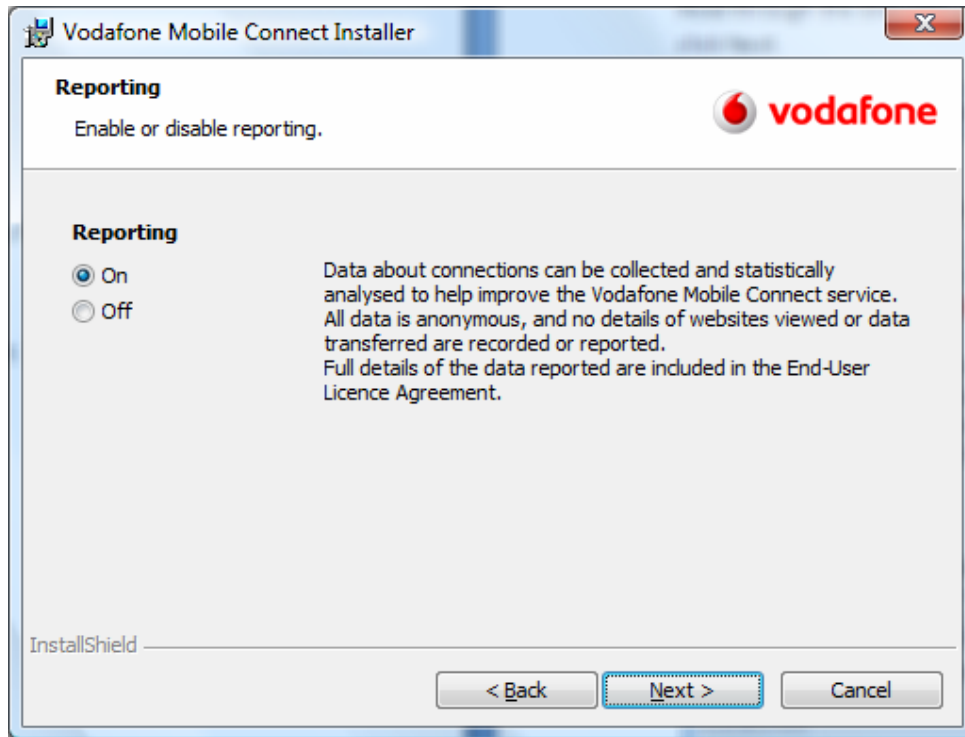 Vodafone Mobile Connect Installer
X
Reporting
Enable or disable reporting.
vodafone
Reporting
On
Off
Data about connections can be collected and statistically
analysed to help improve the Vodafone Mobile Connect service.
All data is anonymous, and no details of websites viewed or data
transferred are recorded or reported.
Full details of the data reported are included in the End-User
Licence Agreement.
InstallShield
< Back
Next >
Cancel